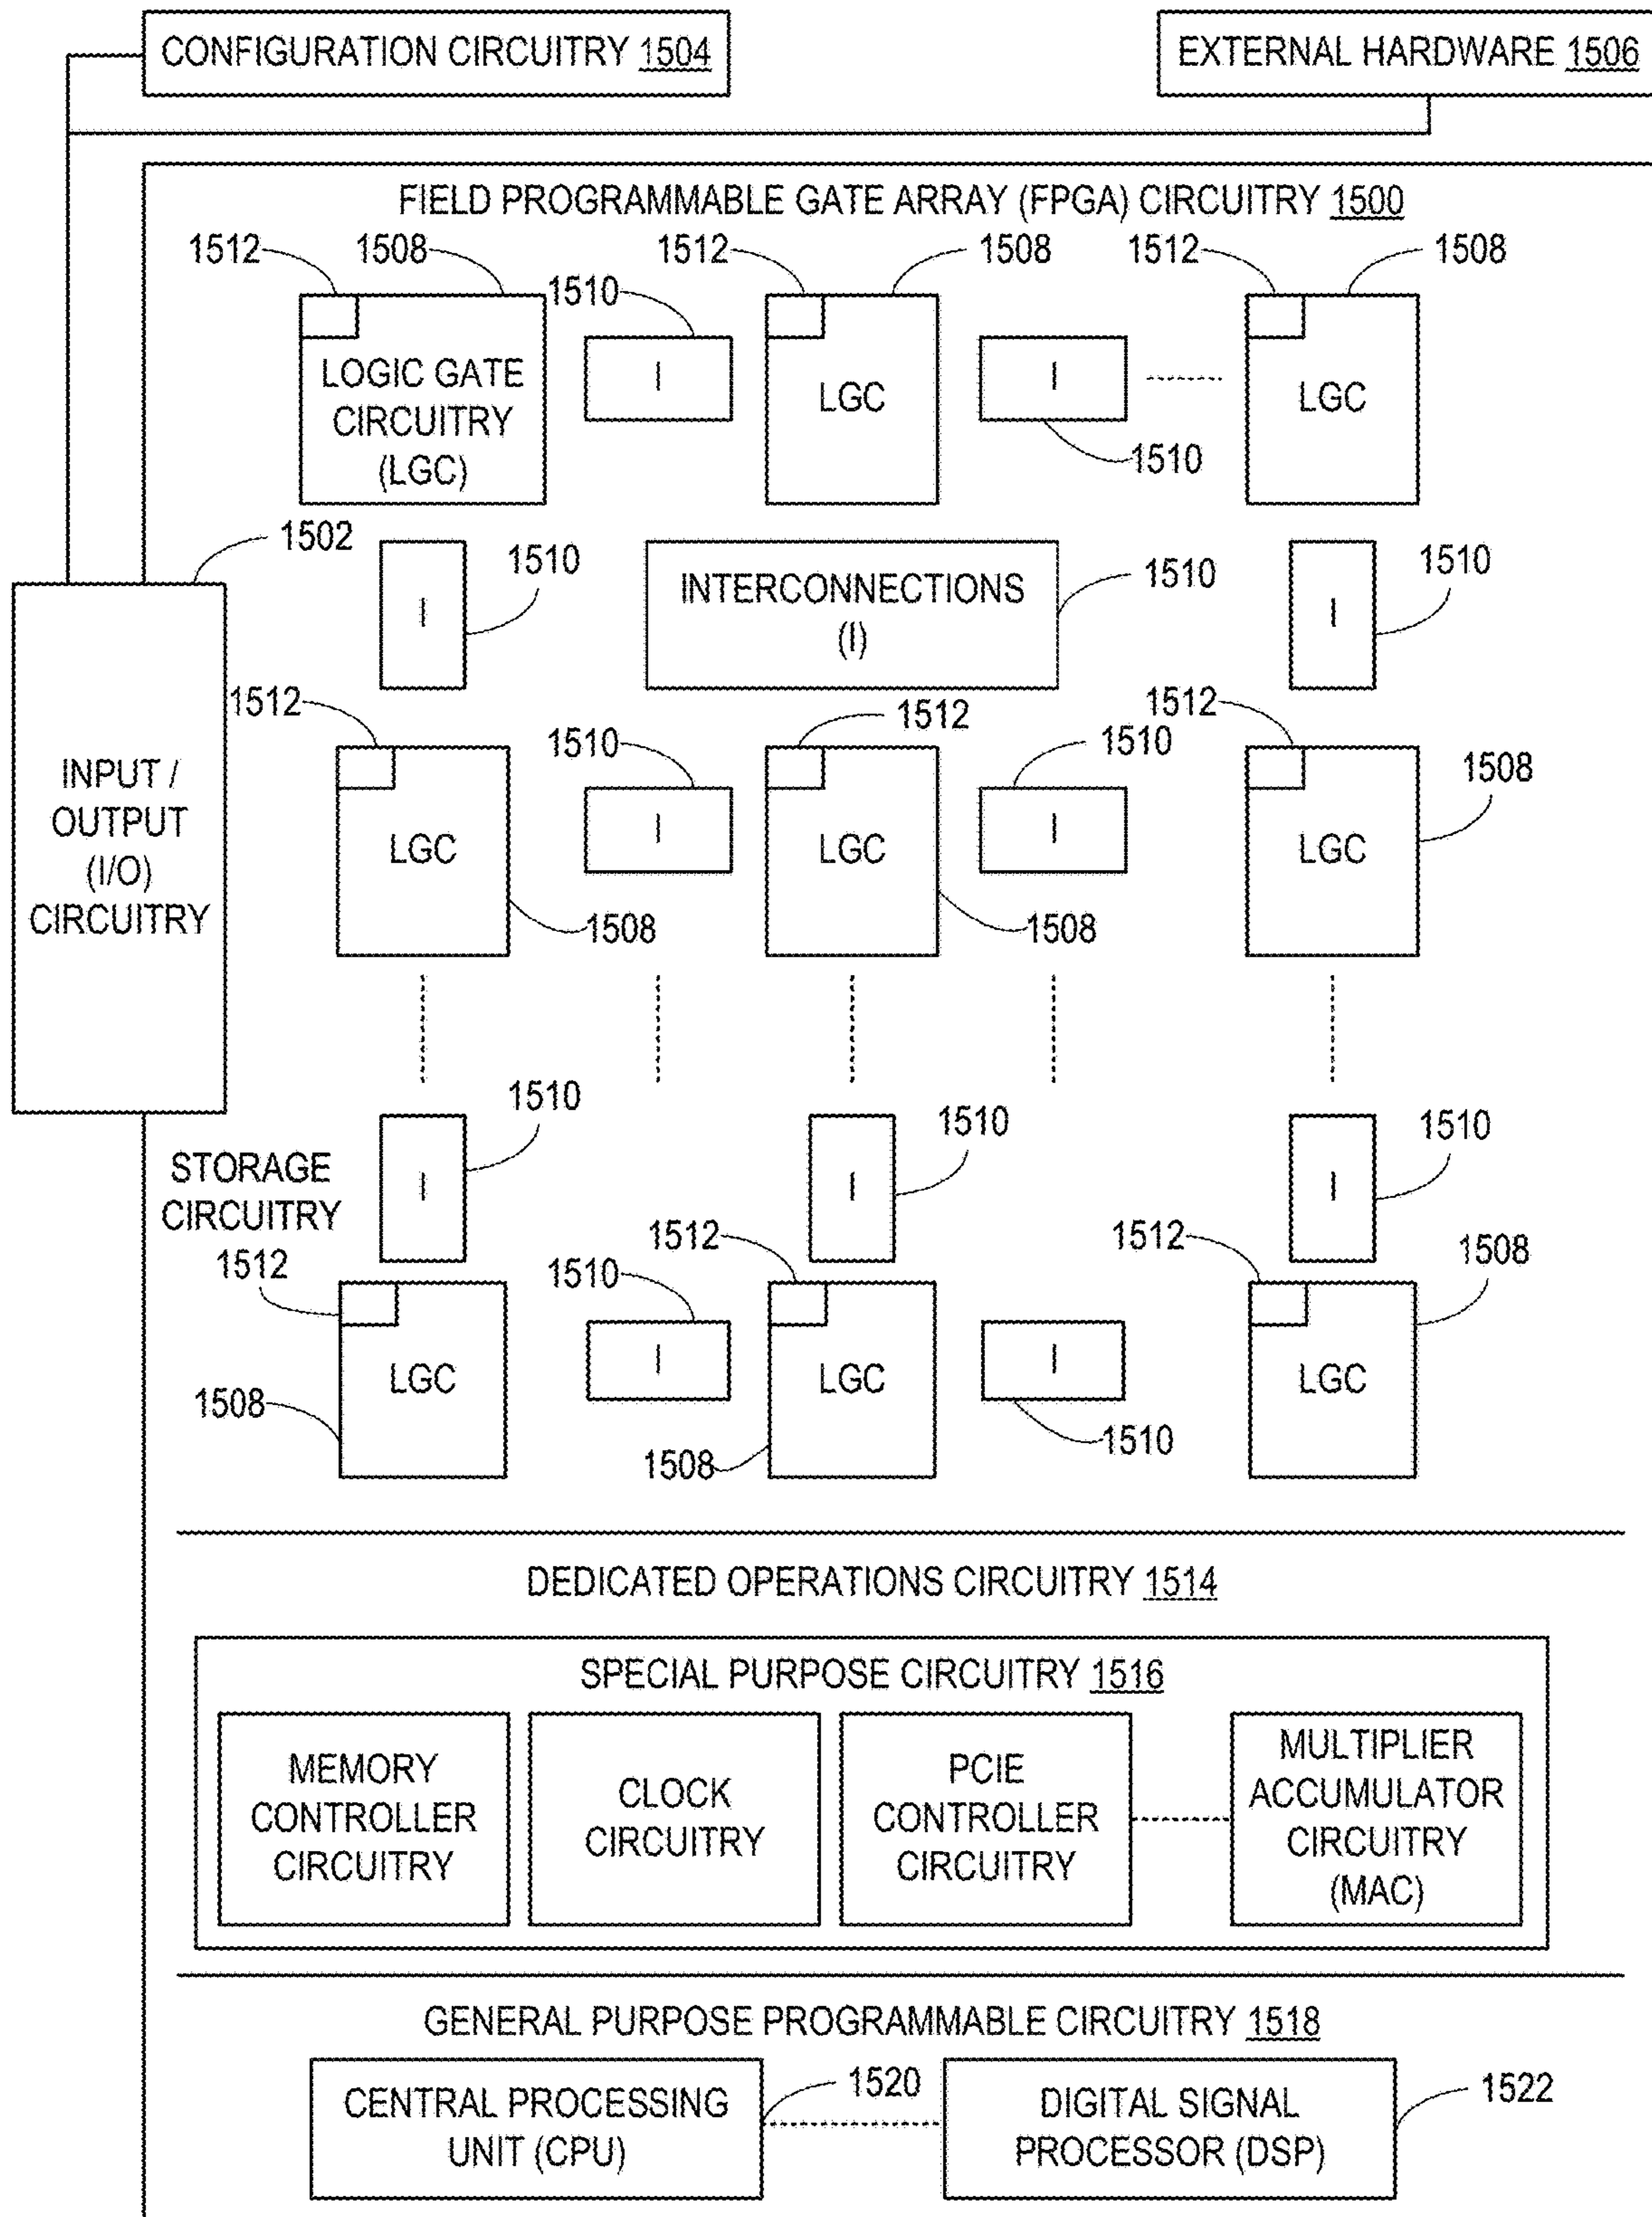 CONFIGURATION CIRCUITRY 1504
EXTERNAL HARDWARE 1506
FIELD PROGRAMMABLE GATE ARRAY (FPGA) CIRCUITRY 1500
1512
1508
1512
1508
1512
1508
1510
LOGIC GATE
CIRCUITRY
(LGC)
I
LGC
I
LGC
1510
1502
1510
INTERCONNECTIONS
(I)
1510
1510
I
I
1512
1512
1512
1510
1510
1508
INPUT /
OUTPUT
(I/O)
CIRCUITRY
LGC
I
LGC
I
LGC
1508
1508
1510
1510
1510
STORAGE
CIRCUITRY
I
I
I
1512
1512
1512
1508
1510
LGC
I
LGC
I
LGC
1508
1508
1510
DEDICATED OPERATIONS CIRCUITRY 1514
SPECIAL PURPOSE CIRCUITRY 1516
MEMORY
CONTROLLER
CIRCUITRY
CLOCK
CIRCUITRY
PCIE
CONTROLLER
CIRCUITRY
MULTIPLIER
ACCUMULATOR
CIRCUITRY
(MAC)
GENERAL PURPOSE PROGRAMMABLE CIRCUITRY 1518
CENTRAL PROCESSING
UNIT (CPU)
1520
DIGITAL SIGNAL
PROCESSOR (DSP)
1522